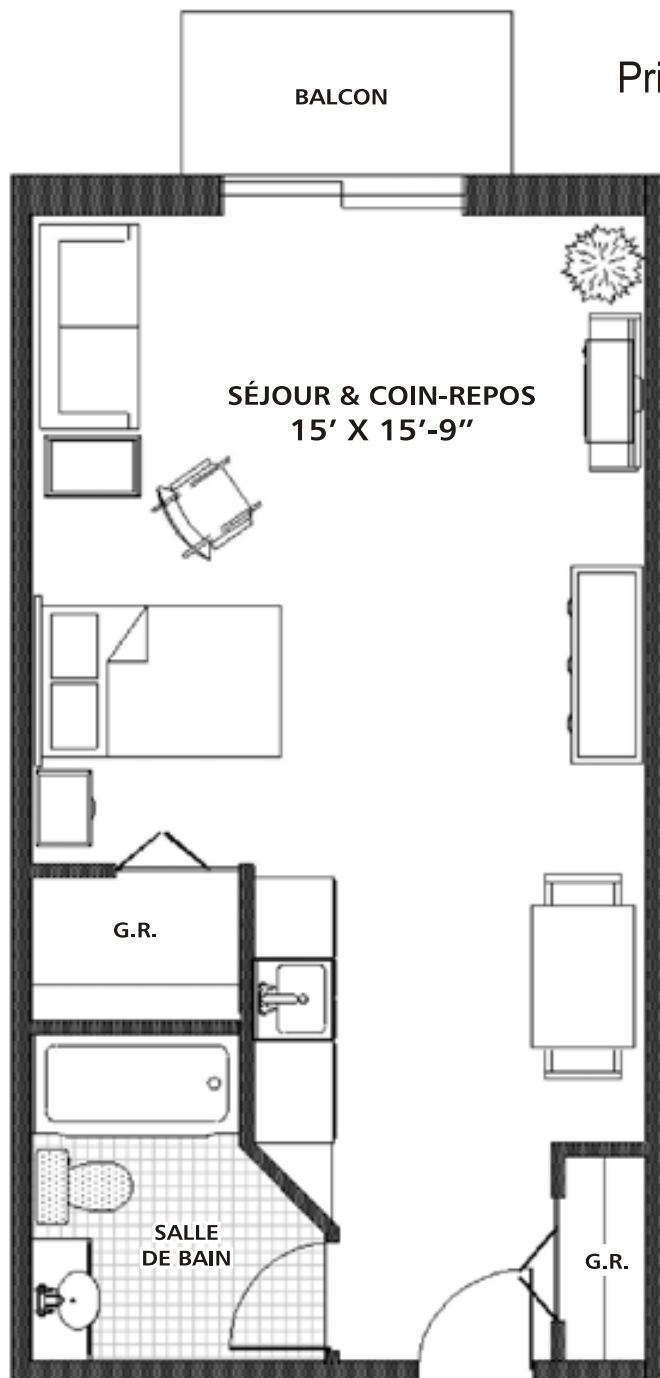 BALCON
Pri
SÉJOUR & COIN-REPOS
15’ X 15’-9”
G.R.
SALLE
DE BAIN
G.R.